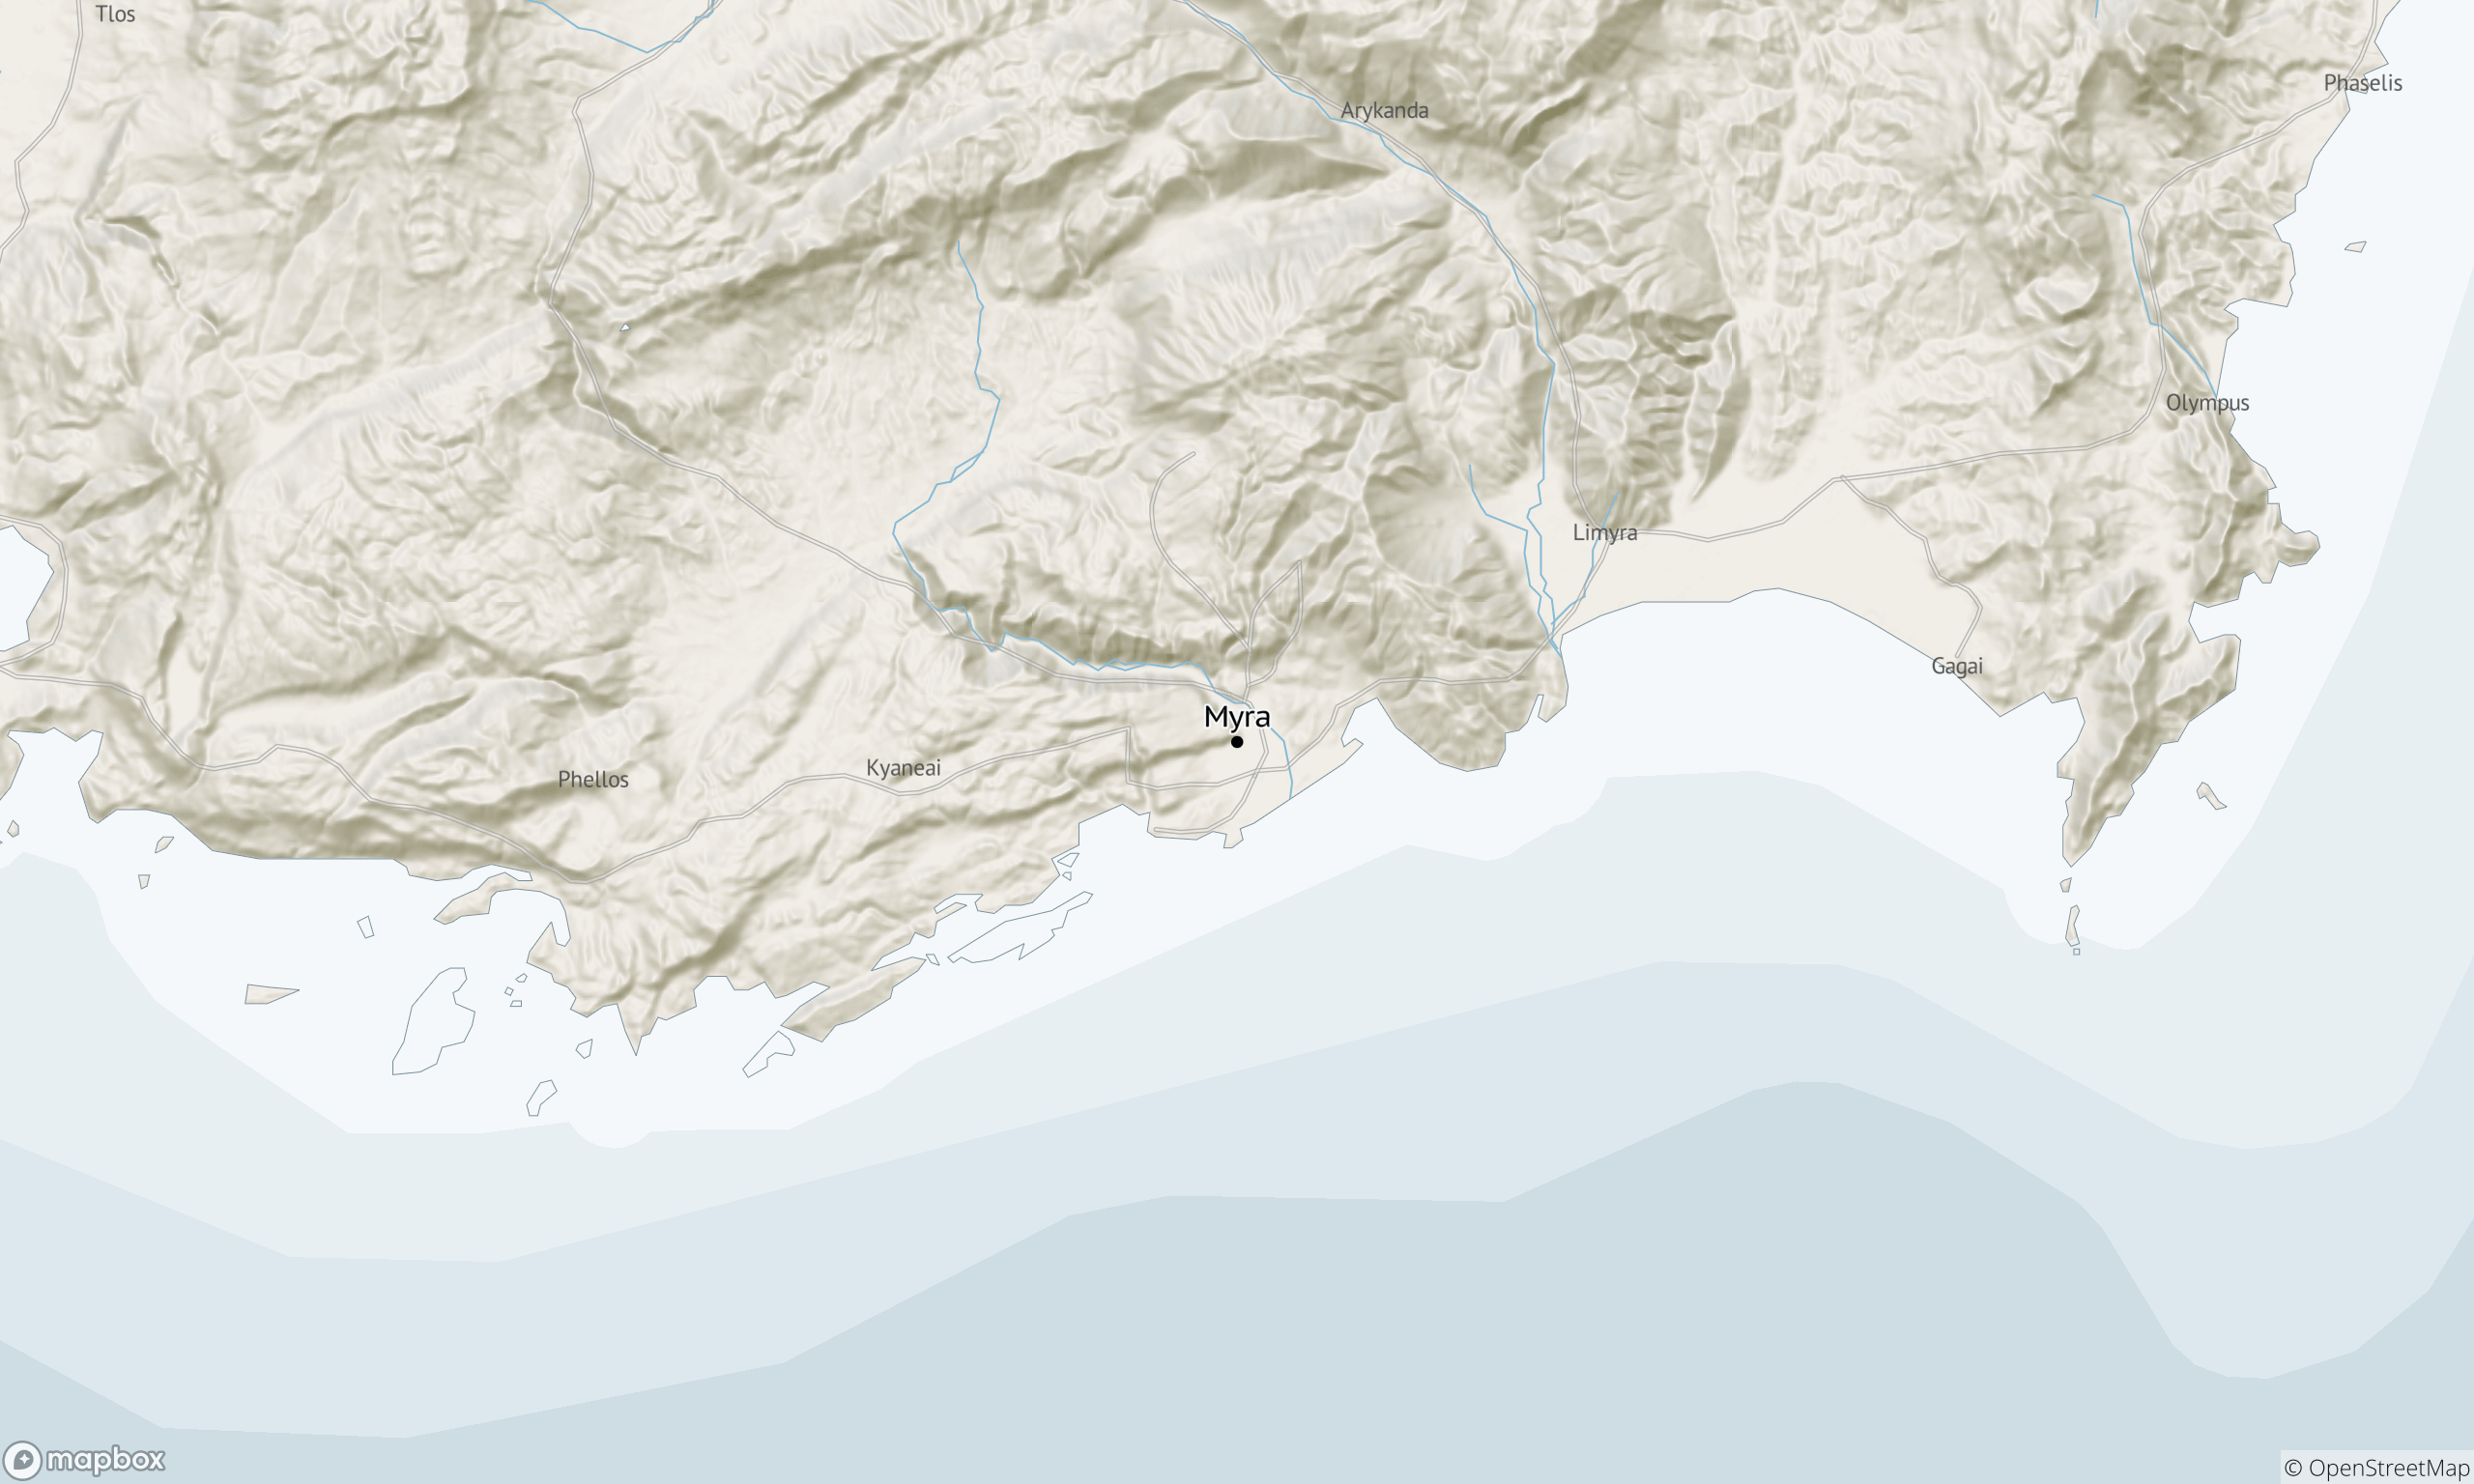 Tlos
Phaselis
Arykanda
Olympus
Limyra
Gagai
Myra
Kyaneai
Phellos
mapbox
© OpenStreetMap